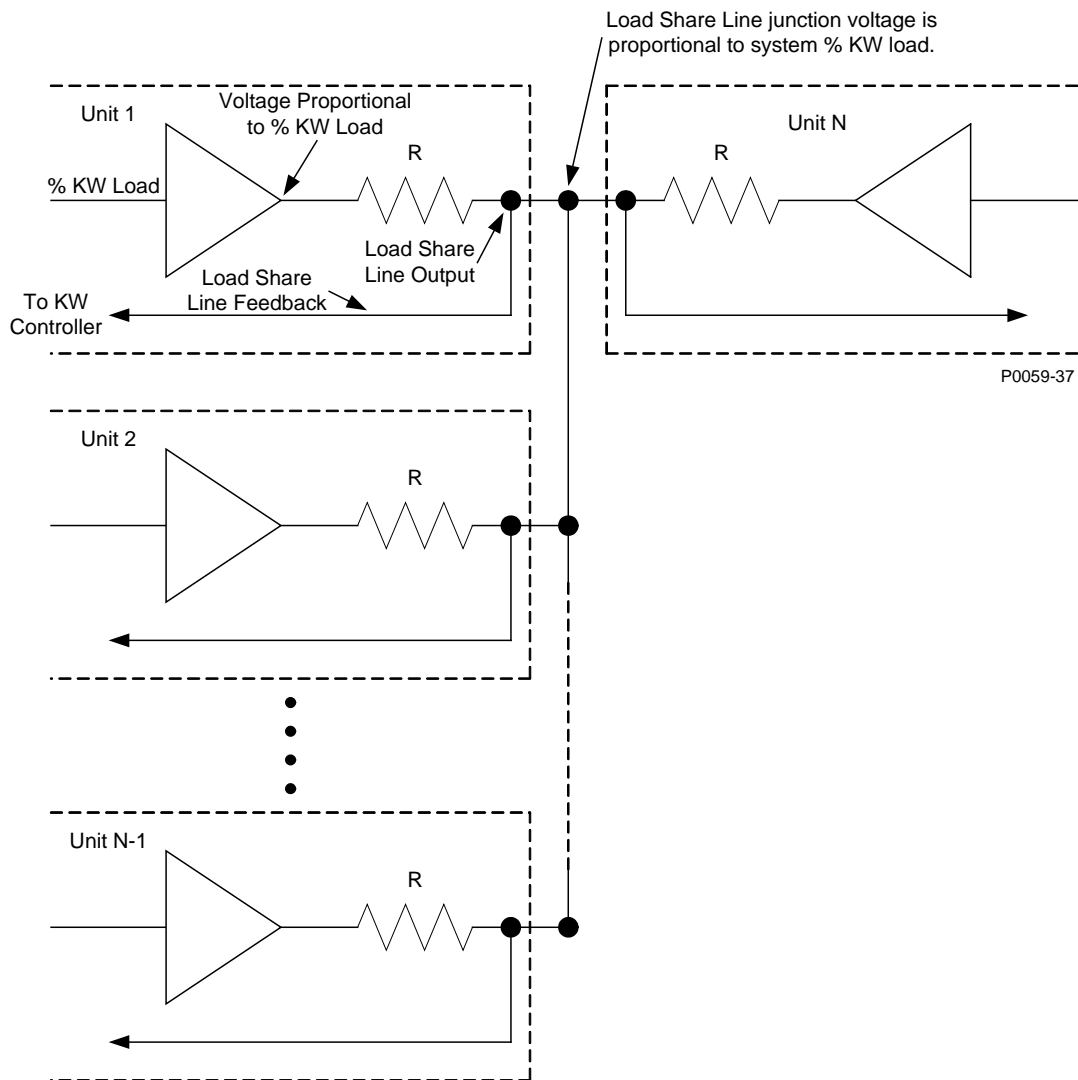 Load Share Line junction voltage is
proportional to system % KW load.
Unit 1
Voltage Proportional
to % KW Load
R
% KW Load
Load Share
Line Output
Load Share
Line Feedback
To KW
Controller
Unit N
R
P0059-37
Unit 2
R
Unit N-1
R